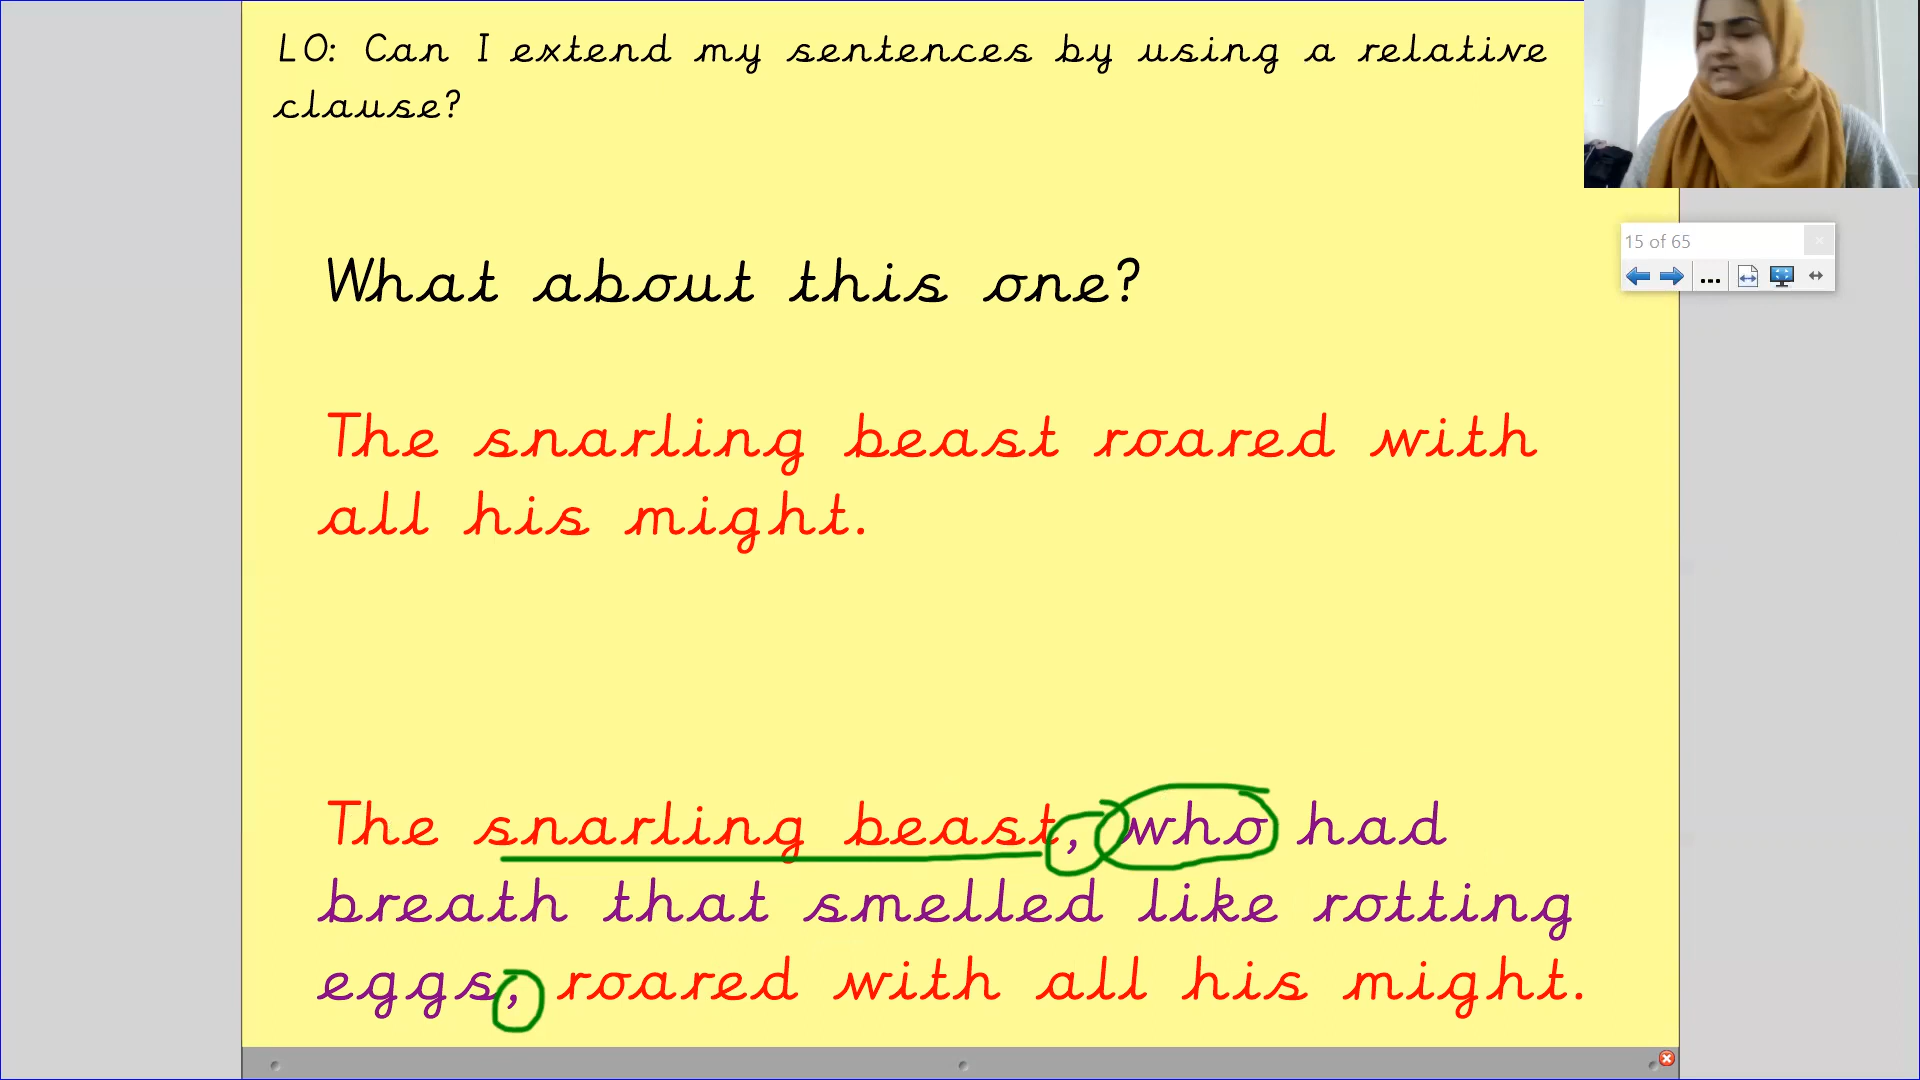 LO: Can I extend my sentences by using a relative
clause?
What about this one?
15 of 65
The snarling beast roared with
all his might.
The snarling beast, who had
breath that smelled like rotting
eggs, roared with all his might.